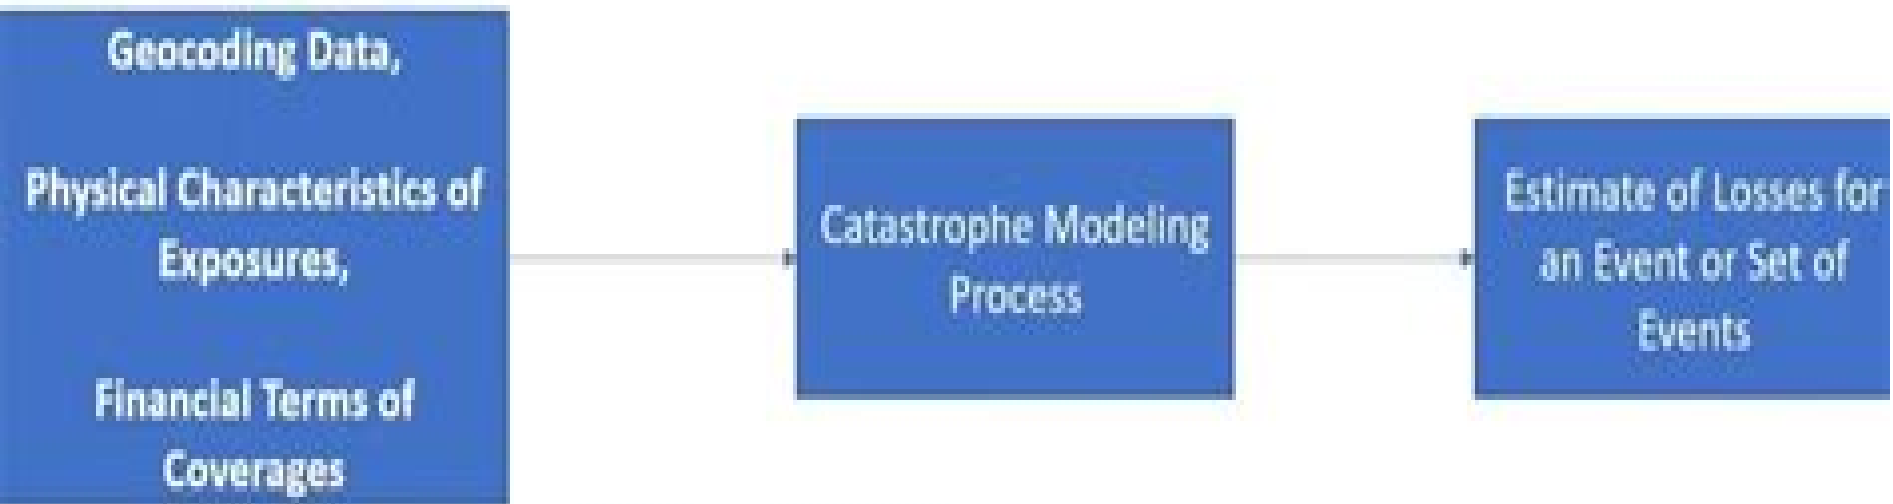 Geocoding Data,
Physical Characteristics of
Exposures,
Financial Terms of
Coverages
Catastrophe Modeling
Process
Estimate of Losses for
an Event or Set of
Events